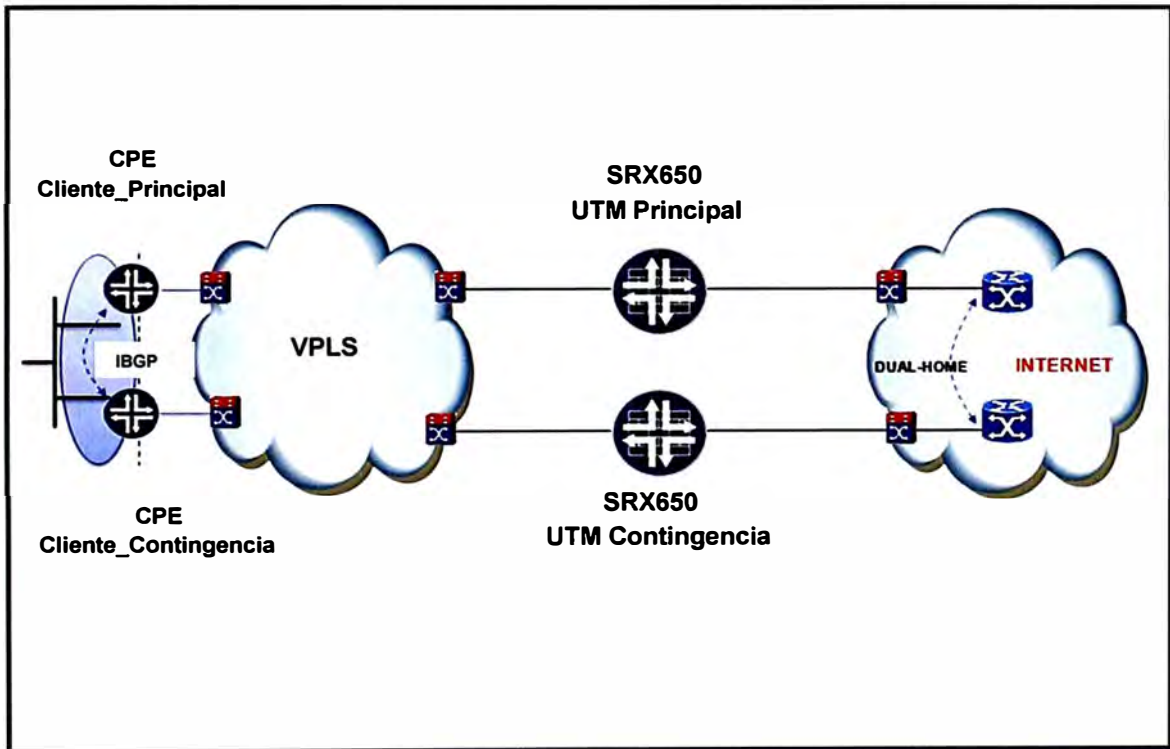 CPE
Cliente_Principal
SRX650
UTM Principal
IBGP
VPLS
DUAL-HOME
INTERNET
CPE
Cliente_Contingencia
SRX650
UTM Contingencia